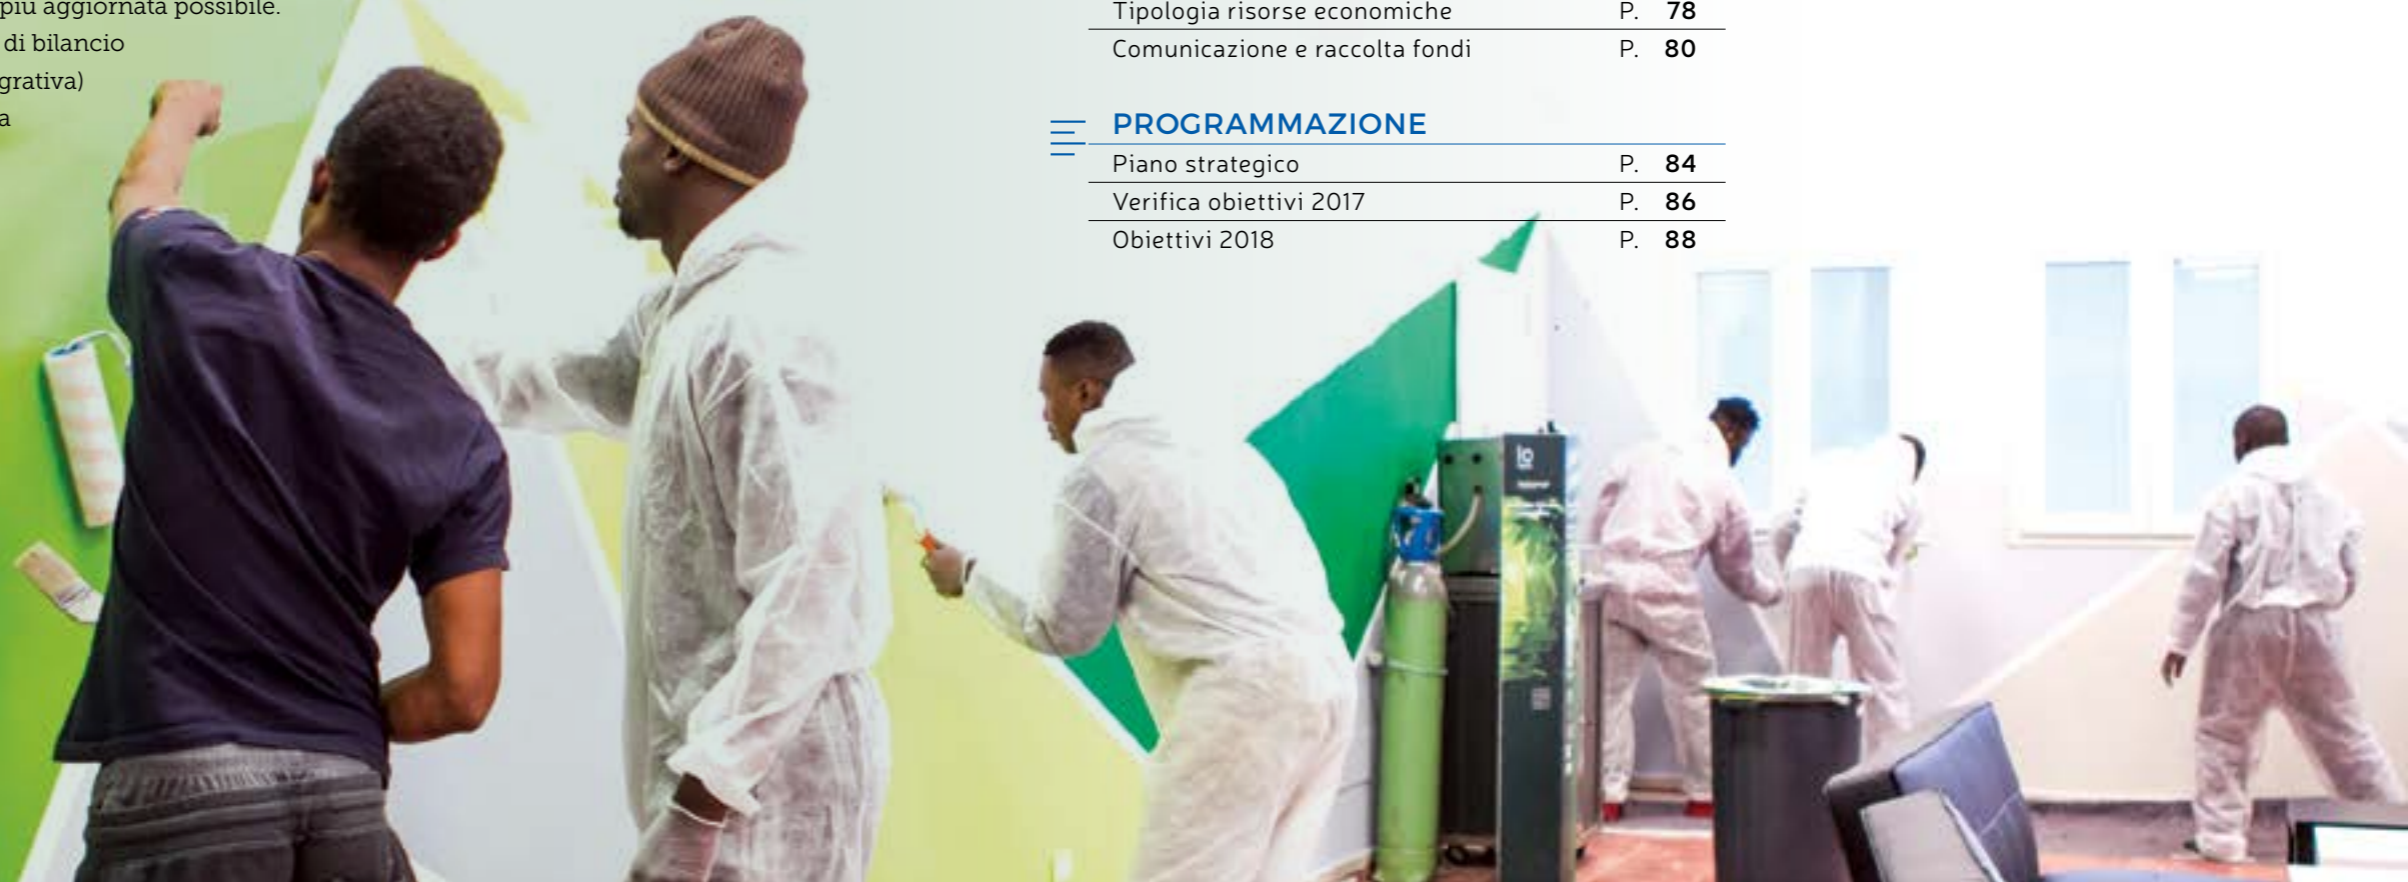 più aggiornata possibile.
di bilancio
grativa)
a
Tipologia risorse economiche P. 78
Comunicazione e raccolta fondi P. 80
PROGRAMMAZIONE
Piano strategico P. 84
Verifica obiettivi 2017 P. 86
Obiettivi 2018 P. 88
lo